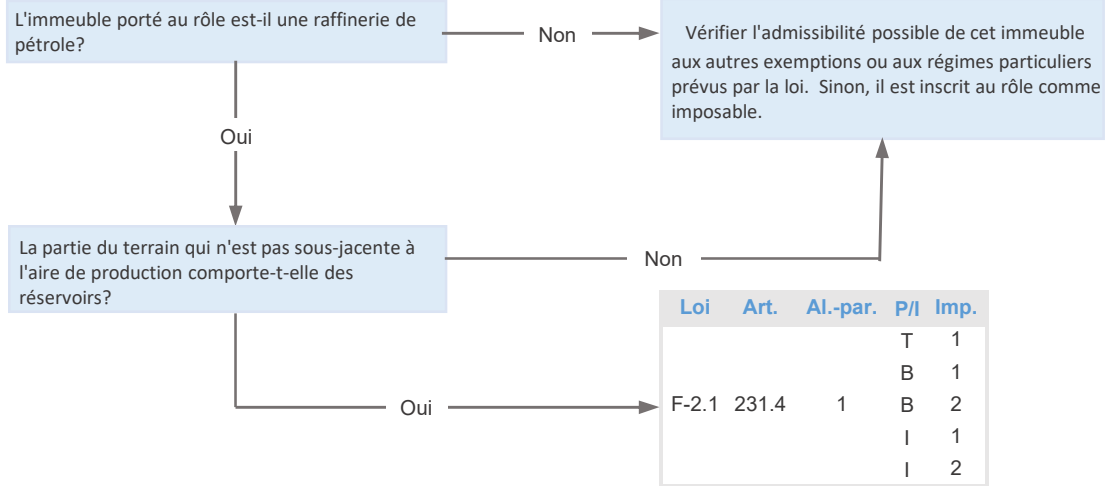 L'immeuble porté au rôle est-il une raffinerie de
pétrole?
Non
Vérifier l'admissibilité possible de cet immeuble
aux autres exemptions ou aux régimes particuliers
prévus par la loi. Sinon, il est inscrit au rôle comme
imposable.
Oui
La partie du terrain qui n'est pas sous-jacente à
l'aire de production comporte-t-elle des
réservoirs?
Non
Loi Art. Al.-par. P/I Imp.
T 1
B 1
Oui
F-2.1 231.4 1 B 2
I 1
I 2